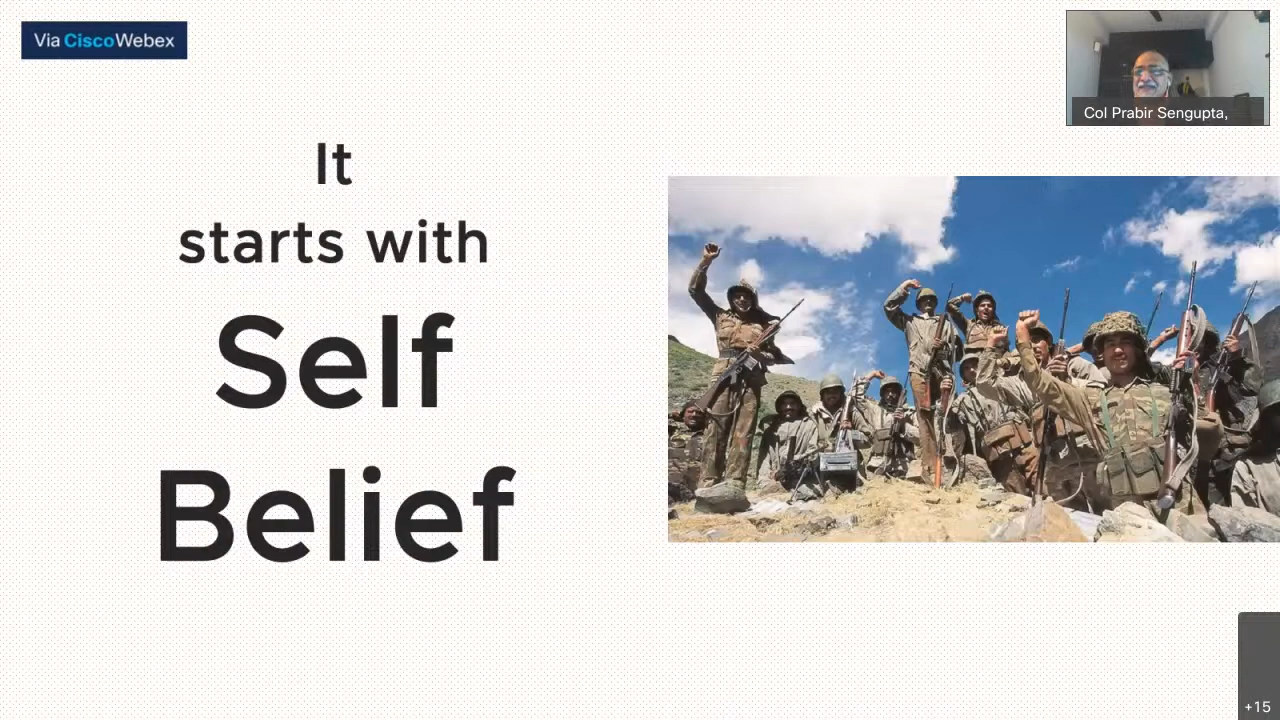 Via CiscoWebex
Col Prabir Sengupta,
It
starts with
Self
Belief
+15